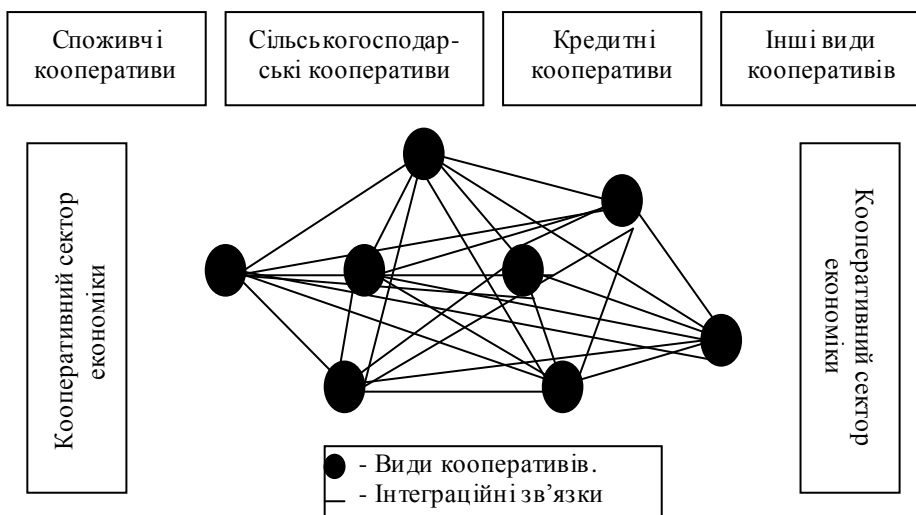 Споживчі
кооперативи
Сільськогосподар-
ські кооперативи
Кредитні
кооперативи
Інші види
кооперативів
Кооперативний сектор
економіки
Кооперативний сектор
економіки
- Види кооперативів.
- Інтеграційні зв’язки